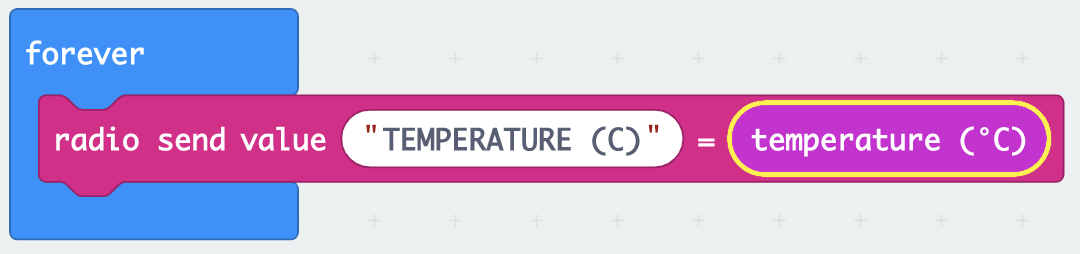 forever
radio send value "TEMPERATURE (C)" = temperature (°C)